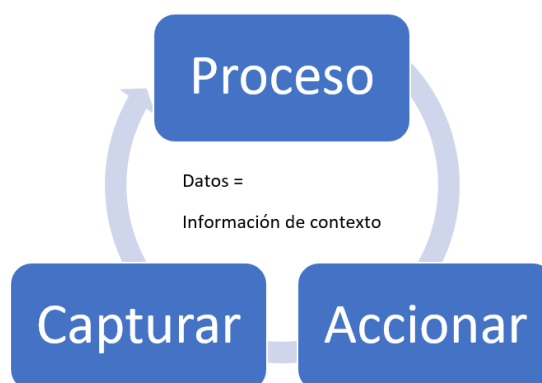 Proceso
Datos =
Información de contexto
Capturar
Accionar